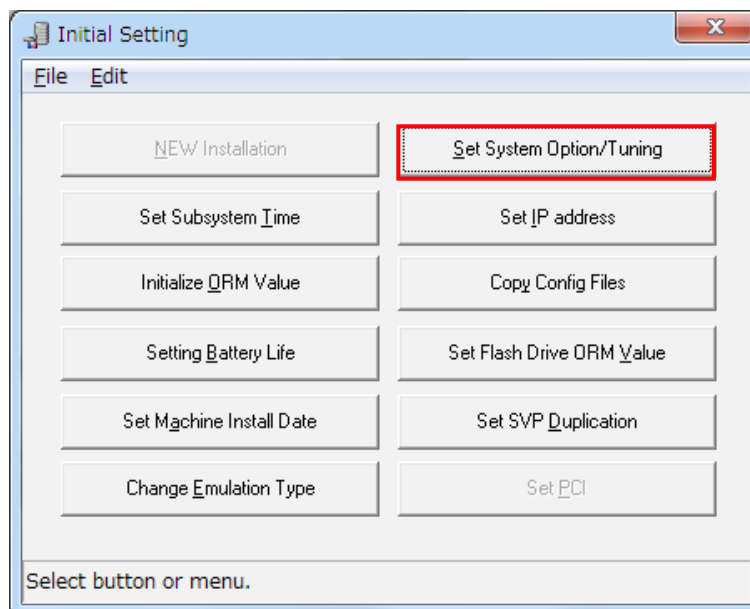 Initial Setting
File Edit
NEW Installation
Set System Option/Tuning
Set Subsystem Time
Set IP address
Initialize ORM Value
Copy Config Files
Setting Battery Life
Set Flash Drive ORM Value
Set Machine Install Date
Set SVP Duplication
Change Emulation Type
Set PCI
Select button or menu.